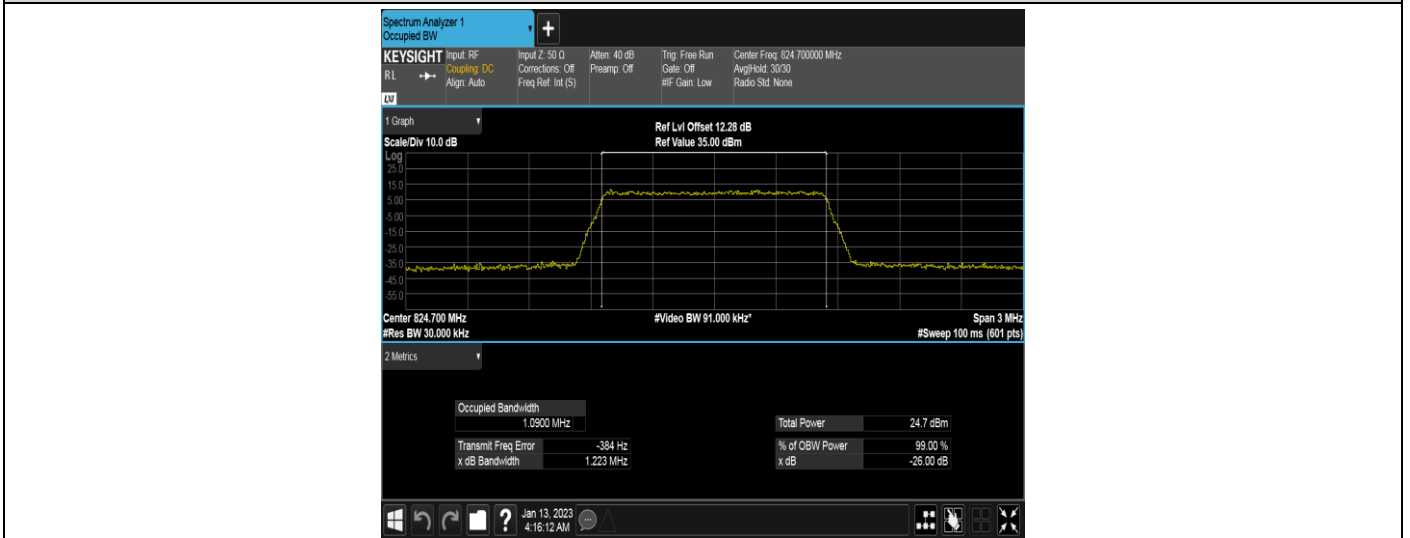 Spectrum Analyzer 1
Occupied BW
KEYSIGHT Input: RF Input Z: 50 Ω Atten: 40 dB Trig: Free Run Center Freq: 824.700000 MHz
RL Coupling: DC Corrections: Off Preamp: Off Gate: Off Avg|Hold: 30/30
Align: Auto Freq Ref: Int (S) #IF Gain: Low Radio Std: None
LXI
1 Graph
Ref Lvl Offset 12.28 dB
Scale/Div 10.0 dB Ref Value 35.00 dBm
Log
25.0
15.0
5.00
-5.00
-15.0
-25.0
-35.0
-45.0
-55.0
Center 824.700 MHz #Video BW 91.000 kHz* Span 3 MHz
#Res BW 30.000 kHz #Sweep 100 ms (601 pts)
2 Metrics
Occupied Bandwidth
1.0900 MHz Total Power 24.7 dBm
Transmit Freq Error -384 Hz % of OBW Power 99.00 %
x dB Bandwidth 1.223 MHz x dB -26.00 dB
? Jan 13, 2023
4:16:12 AM